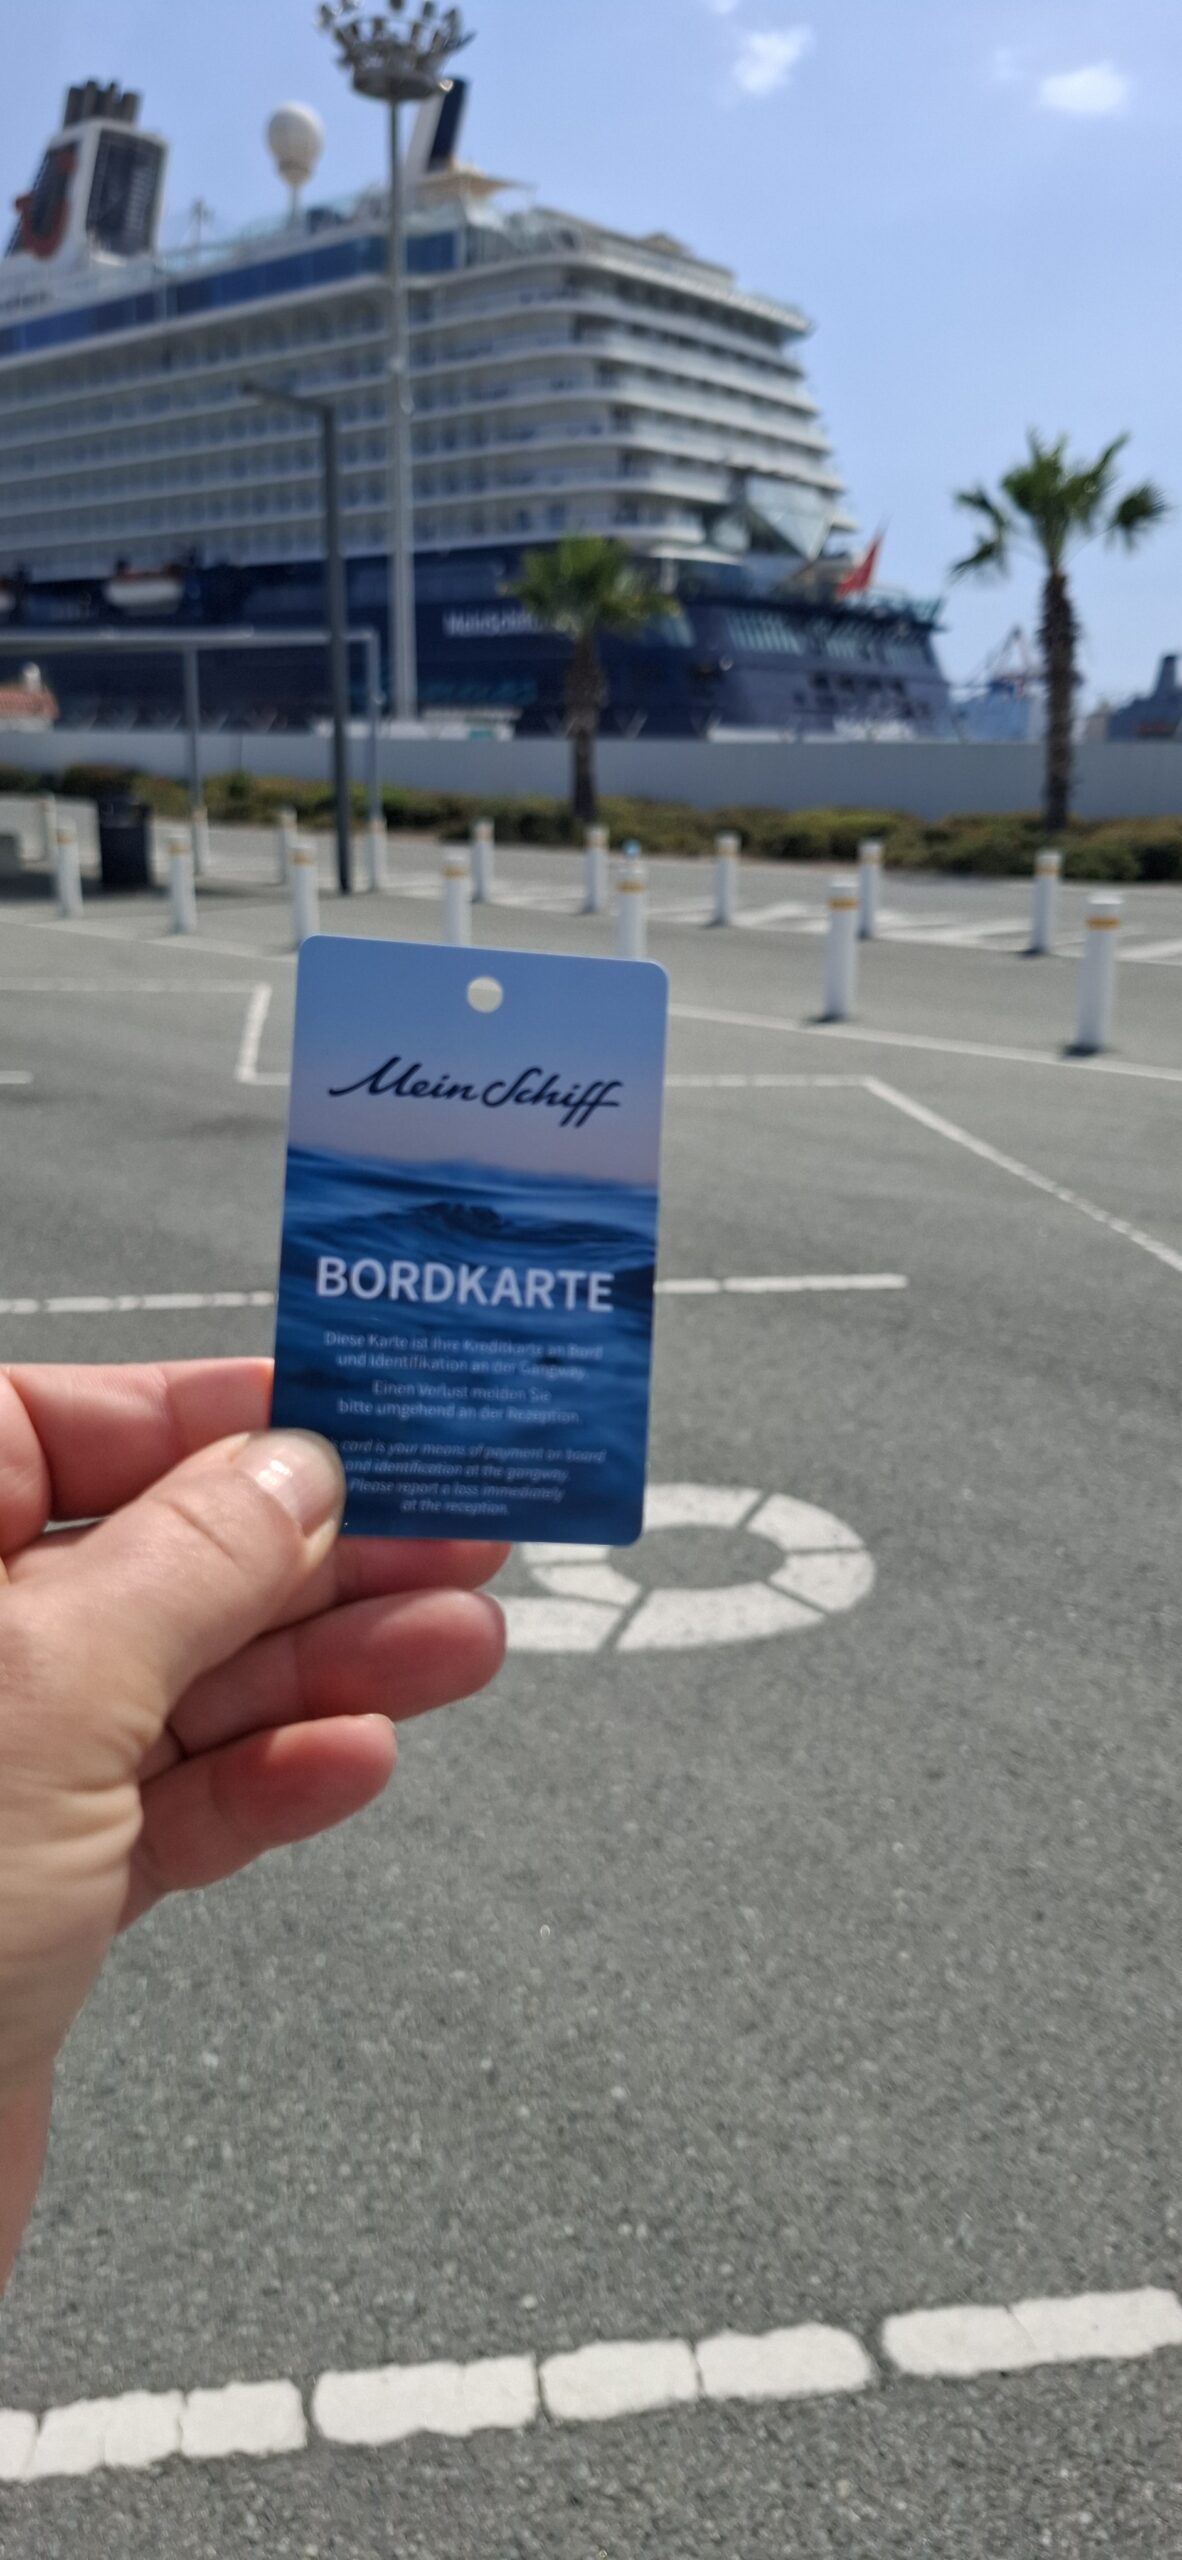 Mein Schiff
BORDKARTE
Diese Karte ist Ihre Kreditkarte an Bord
und Identifikation an der Gangway.
Einen Verlust melden Sie
bitte umgehend an der Rezeption.
card is your means of payment on board
and identification at the gangway.
Please report a loss immediately
at the reception.